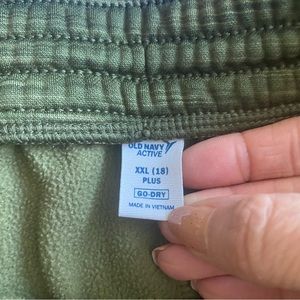 OLD NAVY
ACTIVE
XXL (18)
PLUS
GO-DRY
MADE IN VIETNAM